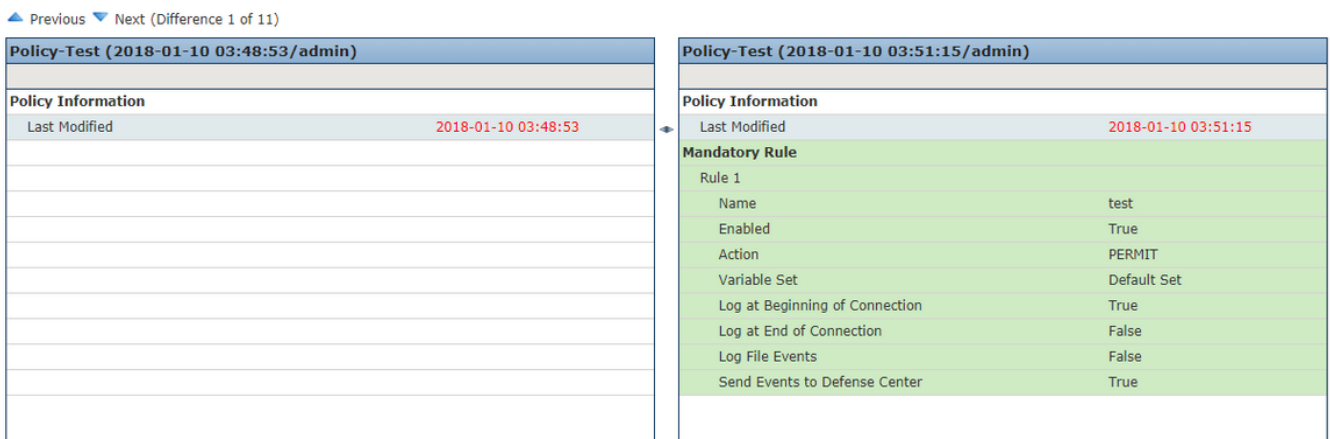 Previous Next (Difference 1 of 11)
Policy-Test (2018-01-10 03:48:53/admin)
Policy Information
Last Modified 2018-01-10 03:48:53
Policy-Test (2018-01-10 03:51:15/admin)
Policy Information
Last Modified 2018-01-10 03:51:15
Mandatory Rule
Rule 1
Name test
Enabled True
Action PERMIT
Variable Set Default Set
Log at Beginning of Connection True
Log at End of Connection False
Log File Events False
Send Events to Defense Center True